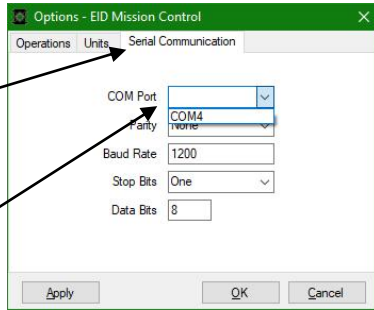 Options - EID Mission Control
Operations Units Serial Communication
COM Port
COM4
Parity None
Baud Rate 1200
Stop Bits One
Data Bits 8
Apply OK Cancel